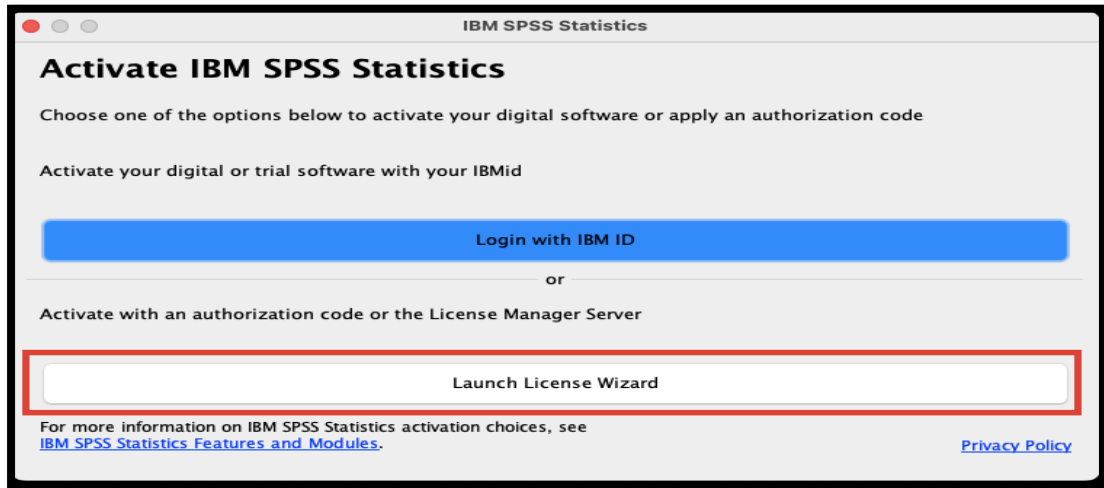 IBM SPSS Statistics
Activate IBM SPSS Statistics
Choose one of the options below to activate your digital software or apply an authorization code
Activate your digital or trial software with your IBMid
Login with IBM ID
or
Activate with an authorization code or the License Manager Server
Launch License Wizard
For more information on IBM SPSS Statistics activation choices, see
IBM SPSS Statistics Features and Modules.
Privacy Policy